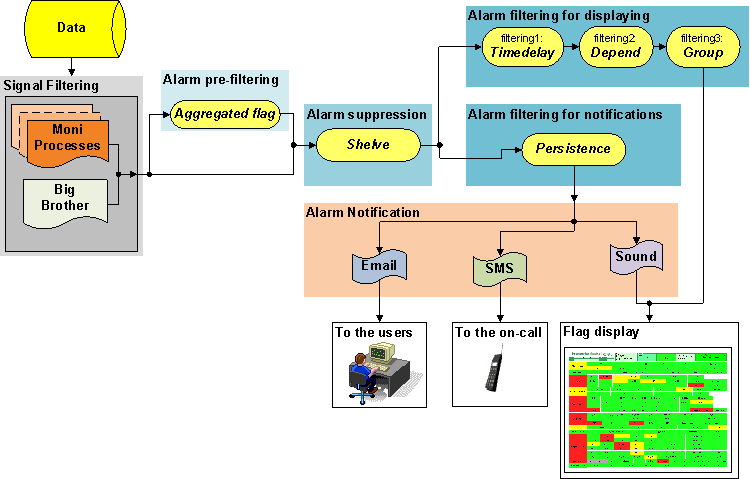 Data
Signal Filtering
Moni
Processes
Big
Brother
Alarm pre-filtering
Aggregated flag
Alarm suppression
Shelve
Alarm filtering for displaying
filtering1:
Timedelay
filtering2
Depend
filtering3:
Group
Alarm filtering for notifications
Persistence
Alarm Notification
Email
SMS
Sound
To the users
To the on-call
Flag display